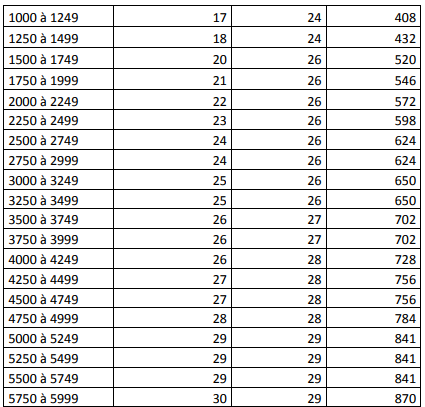 1000 à 1249 17 24 408
1250 à 1499 18 24 432
1500 à 1749 20 26 520
1750 à 1999 21 26 546
2000 à 2249 22 26 572
2250 à 2499 23 26 598
2500 à 2749 24 26 624
2750 à 2999 24 26 624
3000 à 3249 25 26 650
3250 à 3499 25 26 650
3500 à 3749 26 27 702
3750 à 3999 26 27 702
4000 à 4249 26 28 728
4250 à 4499 27 28 756
4500 à 4749 27 28 756
4750 à 4999 28 28 784
5000 à 5249 29 29 841
5250 à 5499 29 29 841
5500 à 5749 29 29 841
5750 à 5999 30 29 870